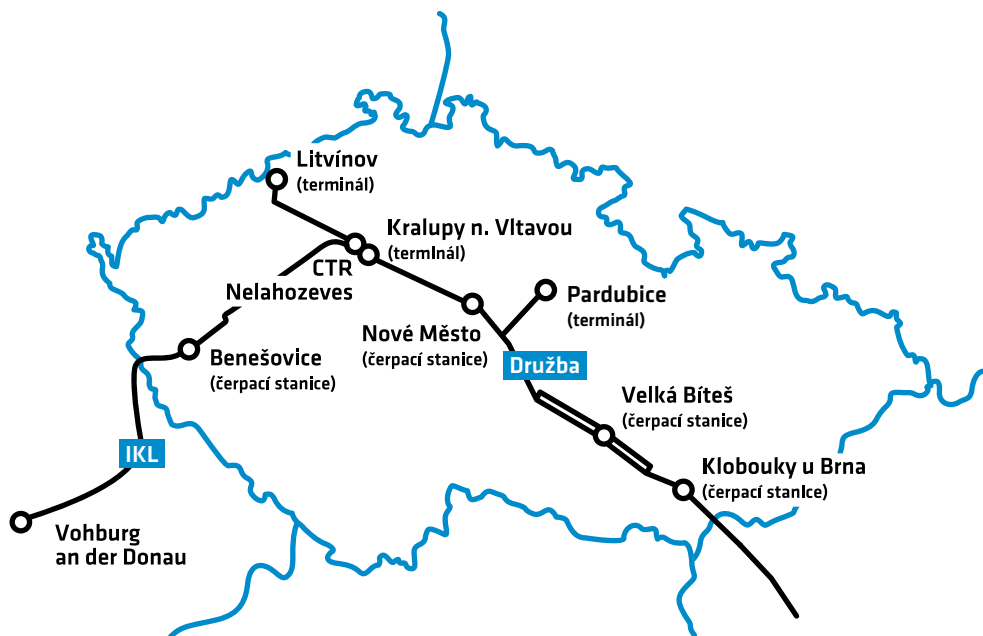 Litvínov
(terminál)
Kralupy n. Vltavou
(terminál)
CTR
Nelahozeves
Pardubice
(terminál)
Nové Město
(čerpací stanice)
Benešovice
(čerpací stanice)
Družba
Velká Bíteš
(čerpací stanice)
IKL
Klobouky u Brna
(čerpací stanice)
Vohburg
an der Donau